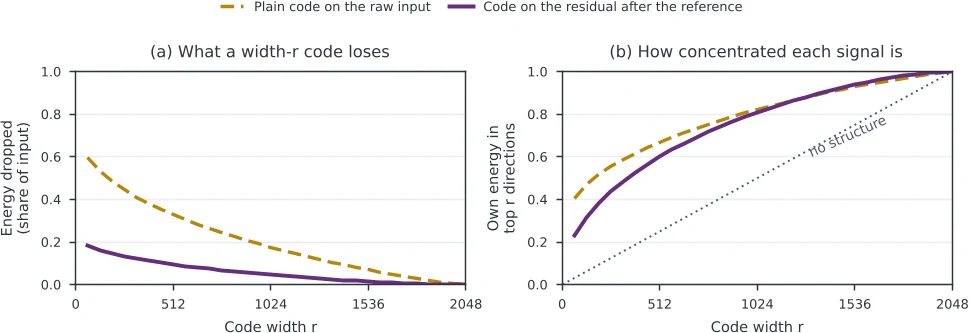 Plain code on the raw input
Code on the residual after the reference
(a) What a width-r code loses
Energy dropped
(share of input)
1.0
0.8
0.6
0.4
0.2
0.0
0
512
1024
1536
2048
Code width r
(b) How concentrated each signal is
Own energy in
top r directions
1.0
0.8
0.6
0.4
0.2
0.0
no structure
0
512
1024
1536
2048
Code width r